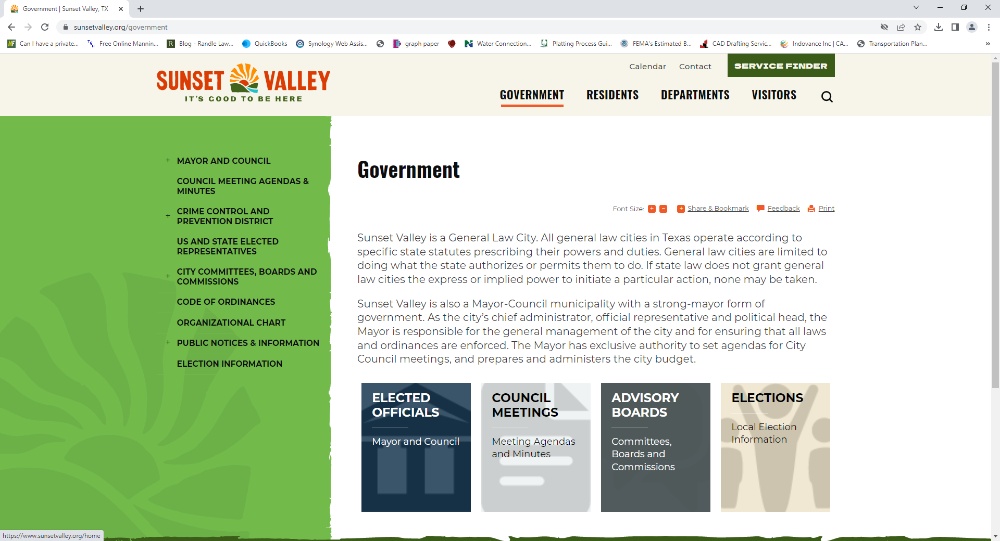 Government | Sunset Valley, TX
sunsetvalley.org/government
Can I have a private... Free Online Mannin... Blog - Randle Law... QuickBooks Synology Web Assis... graph paper Water Connection... Platting Process Gui... FEMA's Estimated B... CAD Drafting Servic... Indovance Inc | CA... Transportation Plan...
Calendar Contact SERVICE FINDER
SUNSET VALLEY
IT'S GOOD TO BE HERE
GOVERNMENT RESIDENTS DEPARTMENTS VISITORS
+ MAYOR AND COUNCIL
COUNCIL MEETING AGENDAS &
MINUTES
+ CRIME CONTROL AND
PREVENTION DISTRICT
US AND STATE ELECTED
REPRESENTATIVES
+ CITY COMMITTEES, BOARDS AND
COMMISSIONS
CODE OF ORDINANCES
ORGANIZATIONAL CHART
+ PUBLIC NOTICES & INFORMATION
ELECTION INFORMATION
Government
Font Size: + - + Share & Bookmark Feedback Print
Sunset Valley is a General Law City. All general law cities in Texas operate according to
specific state statutes prescribing their powers and duties. General law cities are limited to
doing what the state authorizes or permits them to do. If state law does not grant general
law cities the express or implied power to initiate a particular action, none may be taken.
Sunset Valley is also a Mayor-Council municipality with a strong-mayor form of
government. As the city’s chief administrator, official representative and political head, the
Mayor is responsible for the general management of the city and for ensuring that all laws
and ordinances are enforced. The Mayor has exclusive authority to set agendas for City
Council meetings, and prepares and administers the city budget.
ELECTED
OFFICIALS
Mayor and Council
COUNCIL
MEETINGS
Meeting Agendas
and Minutes
ADVISORY
BOARDS
Committees,
Boards and
Commissions
ELECTIONS
Local Election
Information
https://www.sunsetvalley.org/home